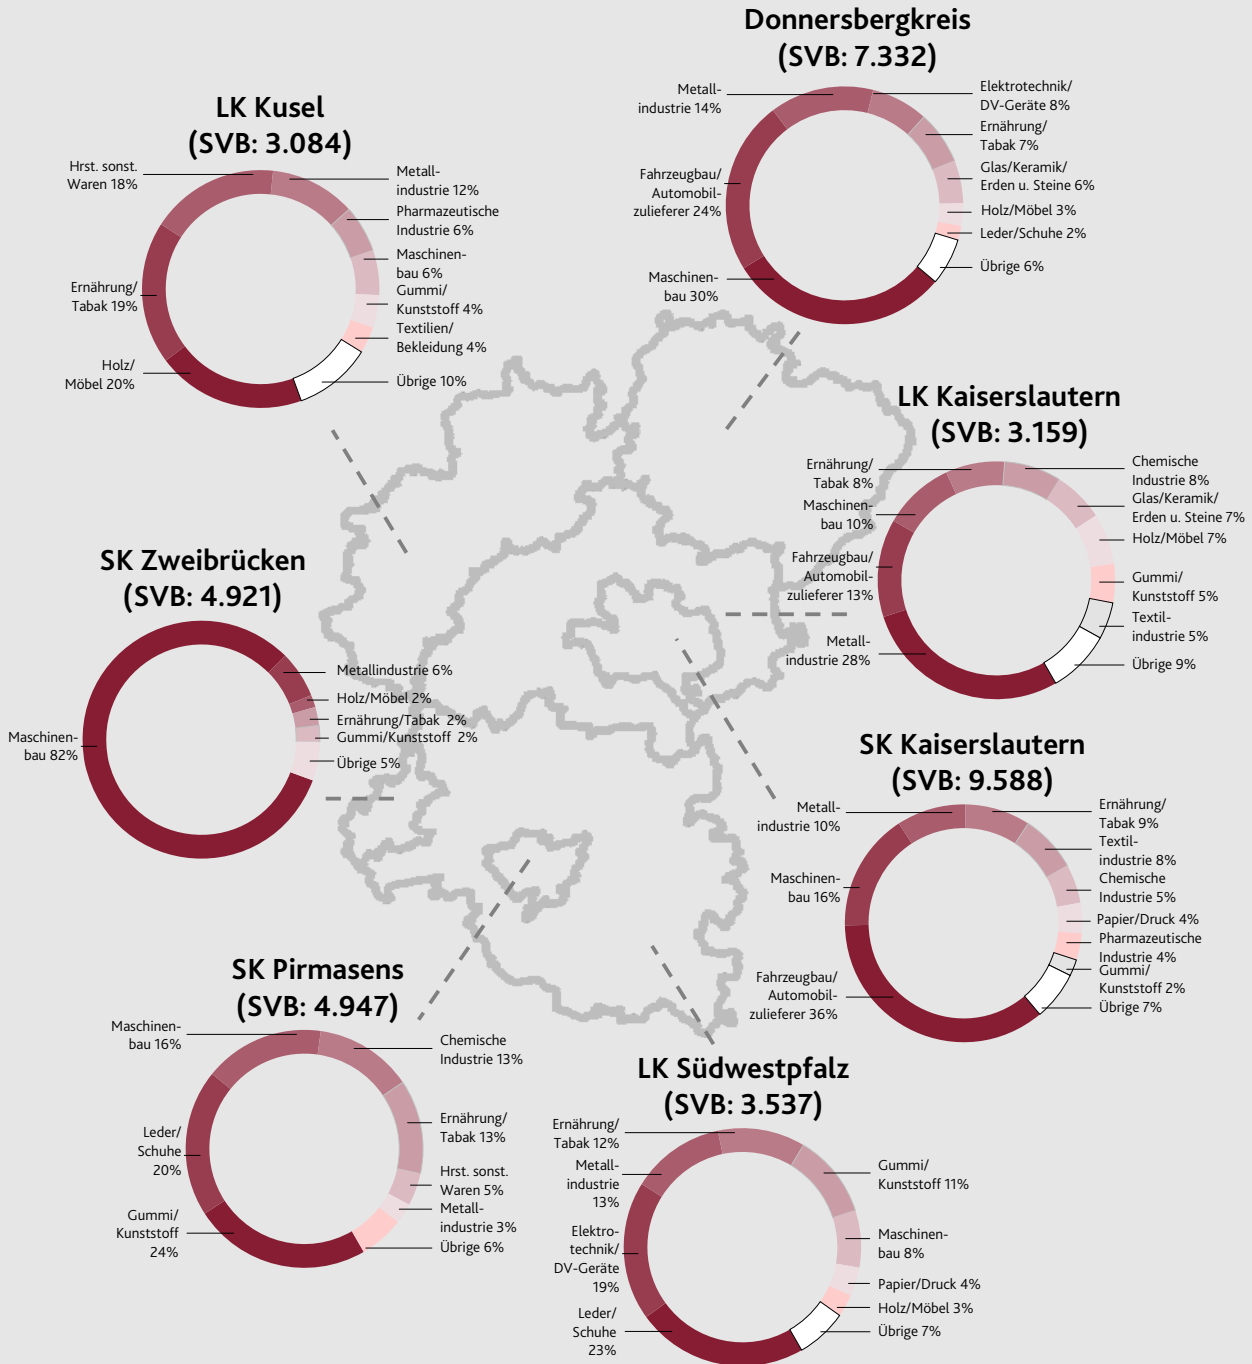 Donnersbergkreis
(SVB: 7.332)
Metall-
industrie 14%
Fahrzeugbau/
Automobil-
zulieferer 24%
Maschinen-
bau 30%
Elektrotechnik/
DV-Geräte 8%
Ernährung/
Tabak 7%
Glas/Keramik/
Erden u. Steine 6%
Holz/Möbel 3%
Leder/Schuhe 2%
Übrige 6%
LK Kusel
(SVB: 3.084)
Hrst. sonst.
Waren 18%
Ernährung/
Tabak 19%
Holz/
Möbel 20%
Metall-
industrie 12%
Pharmazeutische
Industrie 6%
Maschinen-
bau 6%
Gummi/
Kunststoff 4%
Textilien/
Bekleidung 4%
Übrige 10%
LK Kaiserslautern
(SVB: 3.159)
Ernährung/
Tabak 8%
Maschinen-
bau 10%
Fahrzeugbau/
Automobil-
zulieferer 13%
Metall-
industrie 28%
Chemische
Industrie 8%
Glas/Keramik/
Erden u. Steine 7%
Holz/Möbel 7%
Gummi/
Kunststoff 5%
Textil-
industrie 5%
Übrige 9%
SK Zweibrücken
(SVB: 4.921)
Maschinen-
bau 82%
Metallindustrie 6%
Holz/Möbel 2%
Ernährung/Tabak 2%
Gummi/Kunststoff 2%
Übrige 5%
SK Kaiserslautern
(SVB: 9.588)
Metall-
industrie 10%
Maschinen-
bau 16%
Fahrzeugbau/
Automobil-
zulieferer 36%
Ernährung/
Tabak 9%
Textil-
industrie 8%
Chemische
Industrie 5%
Papier/Druck 4%
Pharmazeutische
Industrie 4%
Gummi/
Kunststoff 2%
Übrige 7%
SK Pirmasens
(SVB: 4.947)
Maschinen-
bau 16%
Leder/
Schuhe
20%
Gummi/
Kunststoff
24%
Chemische
Industrie 13%
Ernährung/
Tabak 13%
Hrst. sonst.
Waren 5%
Metall-
industrie 3%
Übrige 6%
LK Südwestpfalz
(SVB: 3.537)
Ernährung/
Tabak 12%
Metall-
industrie
13%
Elektro-
technik/
DV-Geräte
19%
Leder/
Schuhe
23%
Gummi/
Kunststoff 11%
Maschinen-
bau 8%
Papier/Druck 4%
Holz/Möbel 3%
Übrige 7%